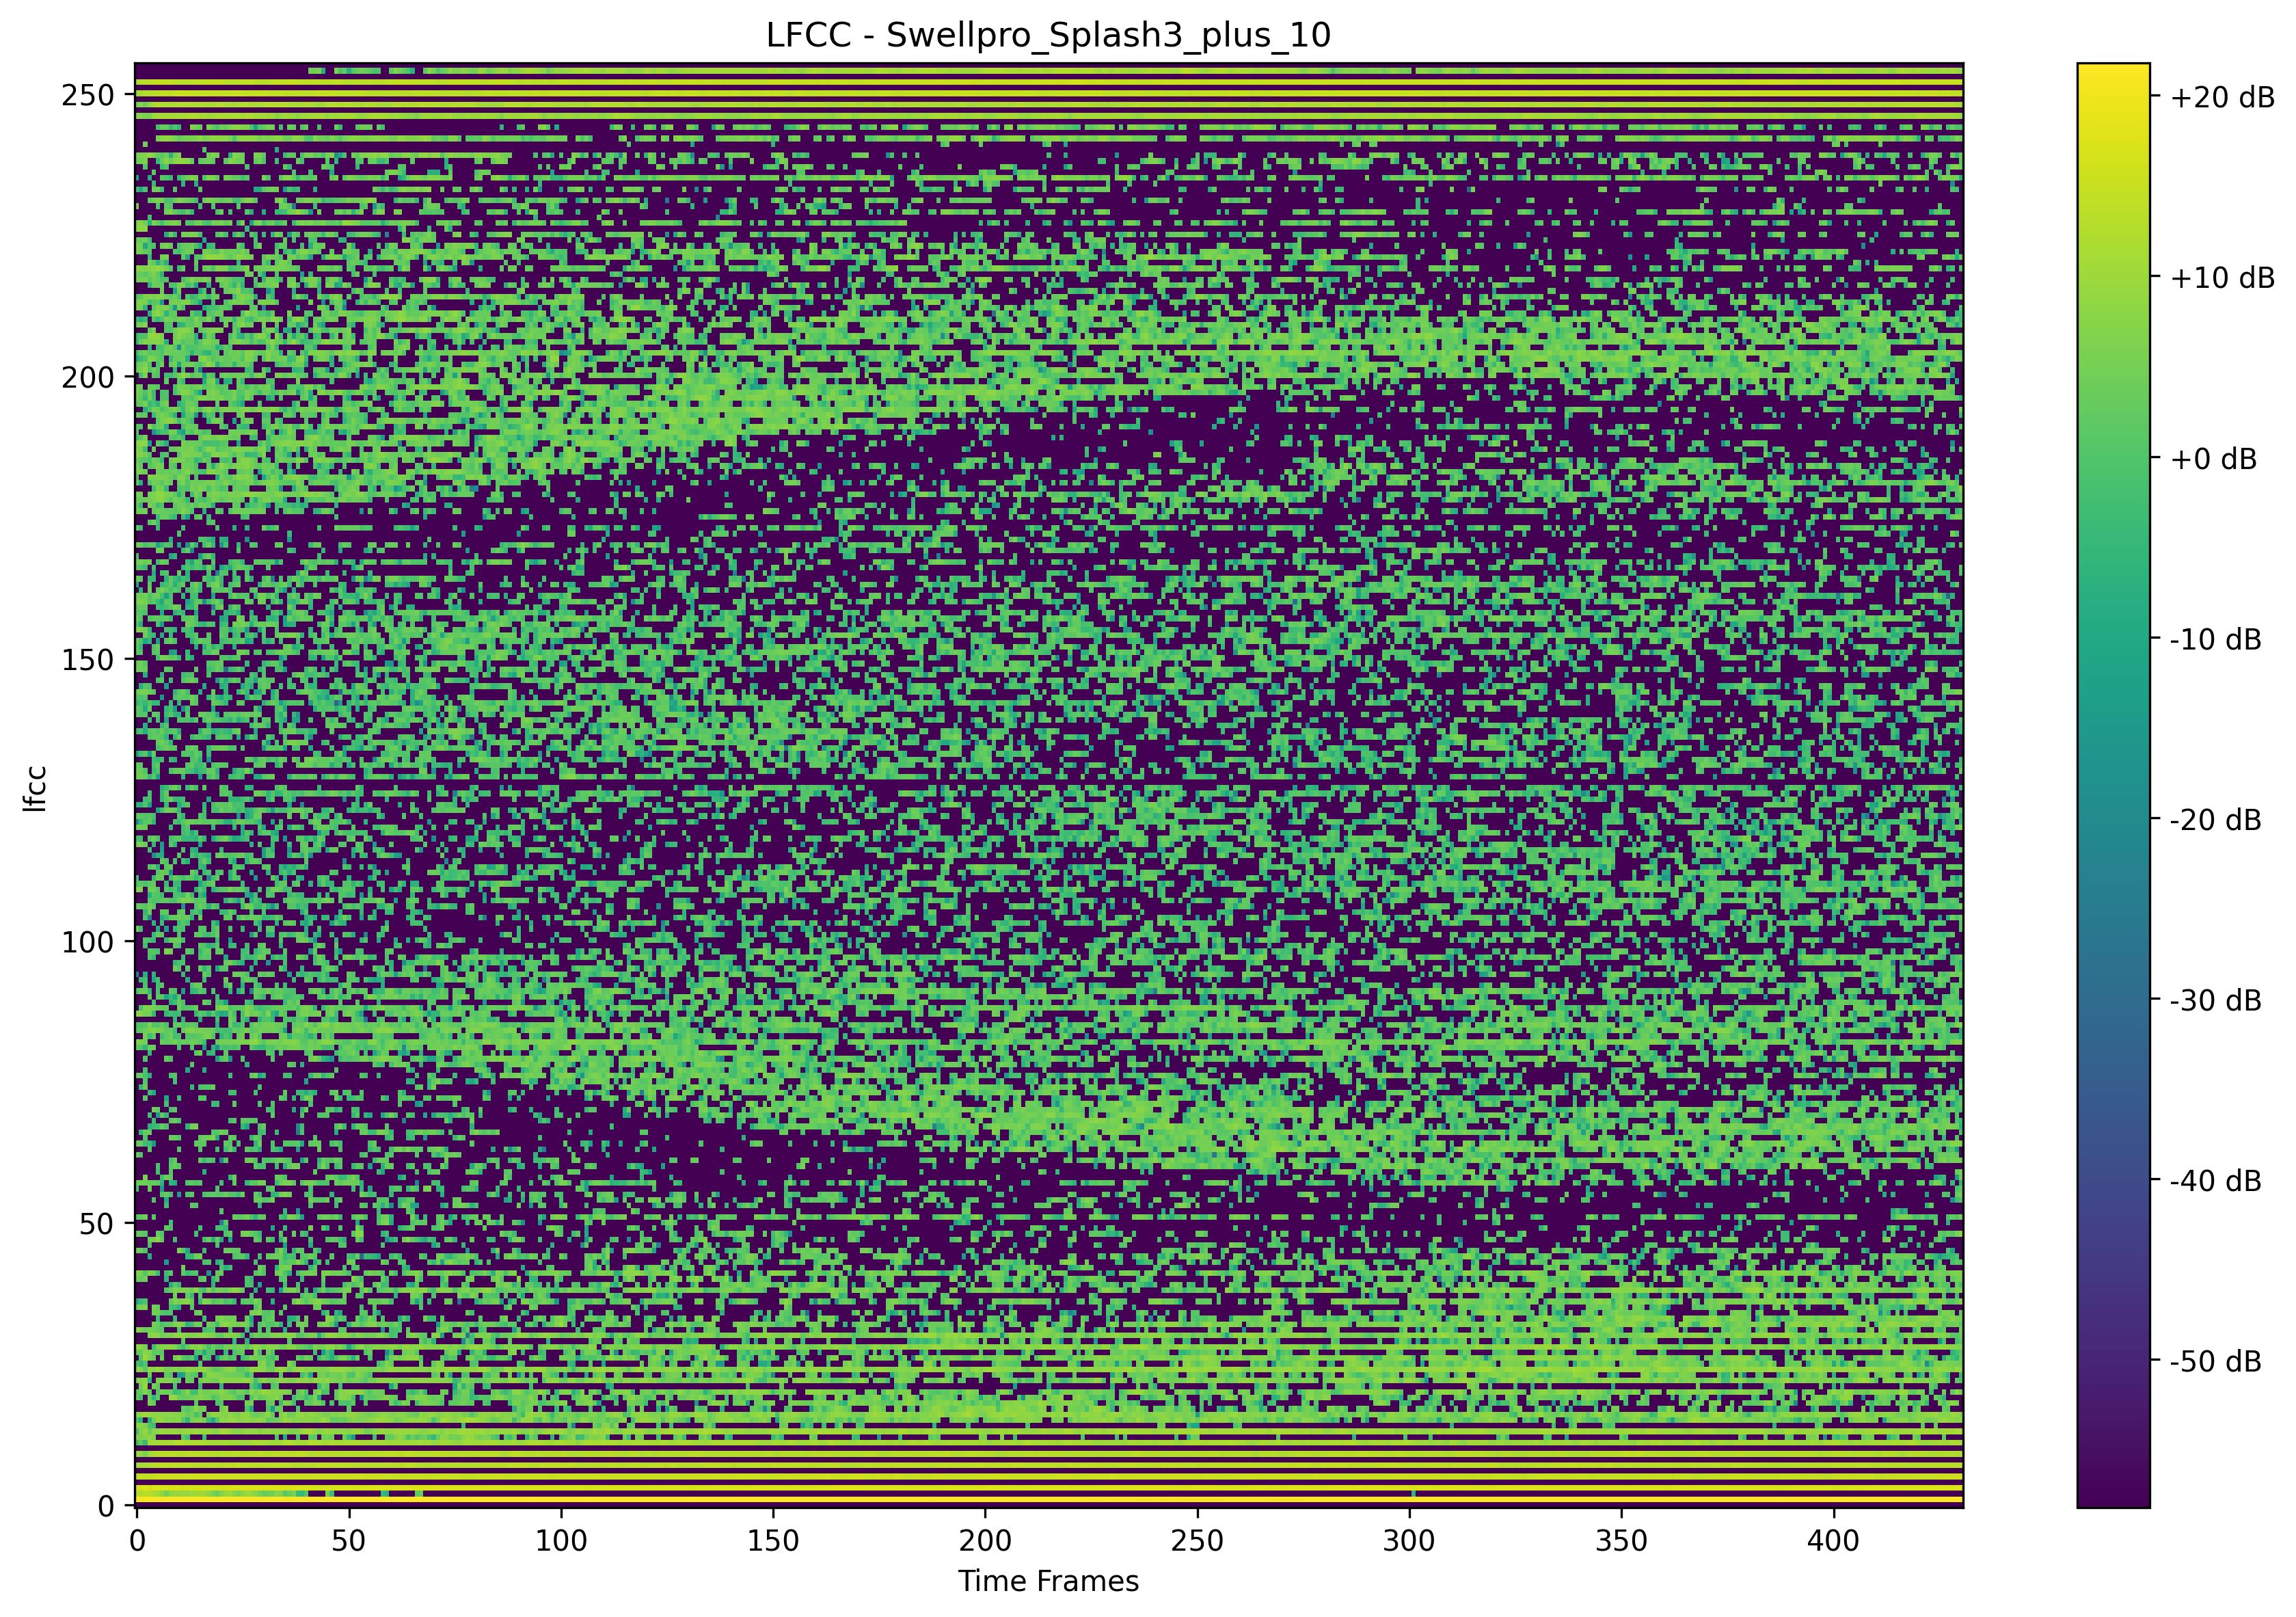 LFCC - Swellpro_Splash3_plus_10
250
200
150
100
50
0
lfcc
0 50 100 150 200 250 300 350 400
Time Frames
+20 dB
+10 dB
+0 dB
-10 dB
-20 dB
-30 dB
-40 dB
-50 dB